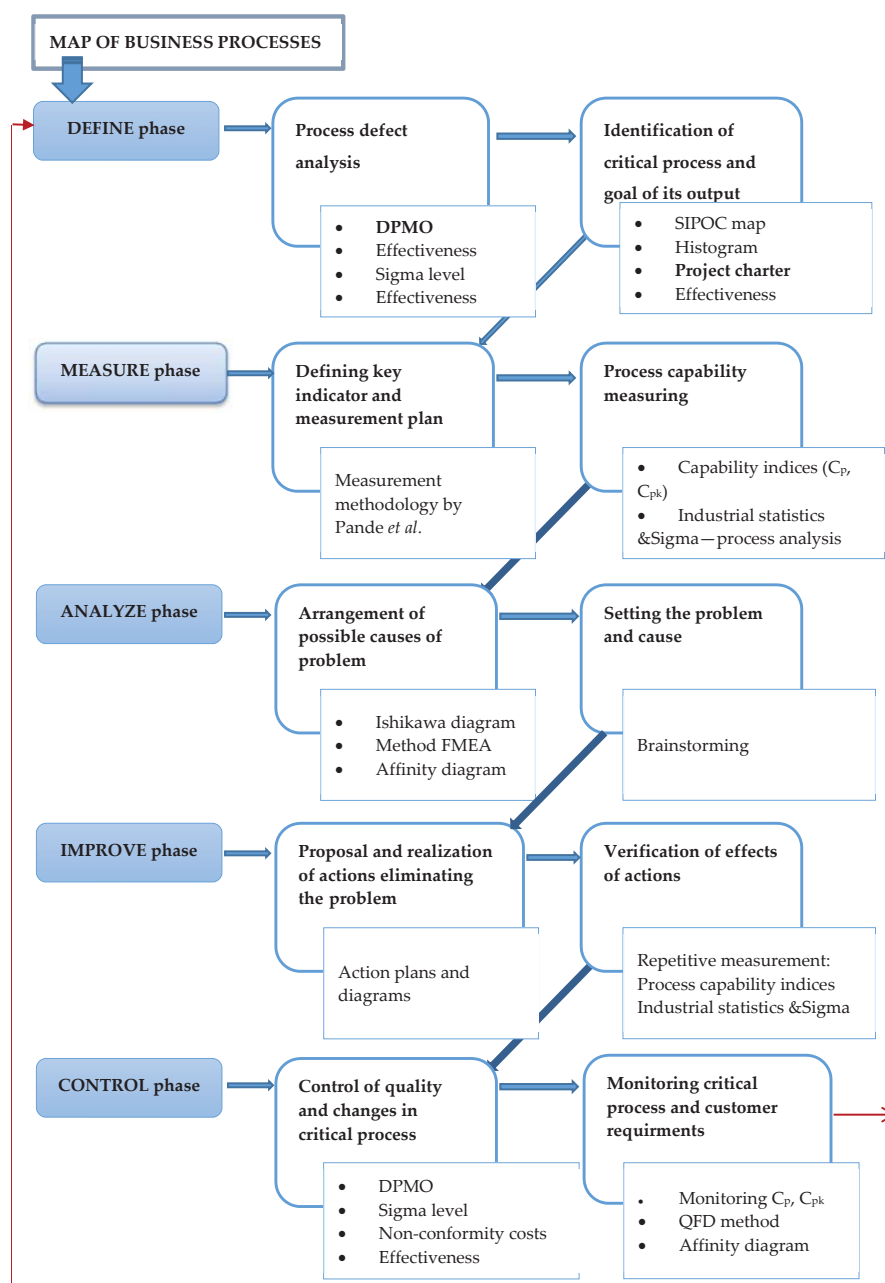 MAP OF BUSINESS PROCESSES
DEFINE phase
Process defect
analysis
• DPMO
• Effectiveness
• Sigma level
• Effectiveness
Identification of
critical process and
goal of its output
• SIPOC map
• Histogram
• Project charter
• Effectiveness
MEASURE phase
Defining key
indicator and
measurement plan
Measurement
methodology by
Pande et al.
Process capability
measuring
• Capability indices (Cp,
Cpk)
• Industrial statistics
&Sigma—process analysis
ANALYZE phase
Arrangement of
possible causes of
problem
• Ishikawa diagram
• Method FMEA
• Affinity diagram
Setting the problem
and cause
Brainstorming
IMPROVE phase
Proposal and realization
of actions eliminating
the problem
Action plans and
diagrams
Verification of effects
of actions
Repetitive measurement:
Process capability indices
Industrial statistics &Sigma
CONTROL phase
Control of quality
and changes in
critical process
• DPMO
• Sigma level
• Non-conformity costs
• Effectiveness
Monitoring critical
process and customer
requirments
• Monitoring Cp, Cpk
• QFD method
• Affinity diagram